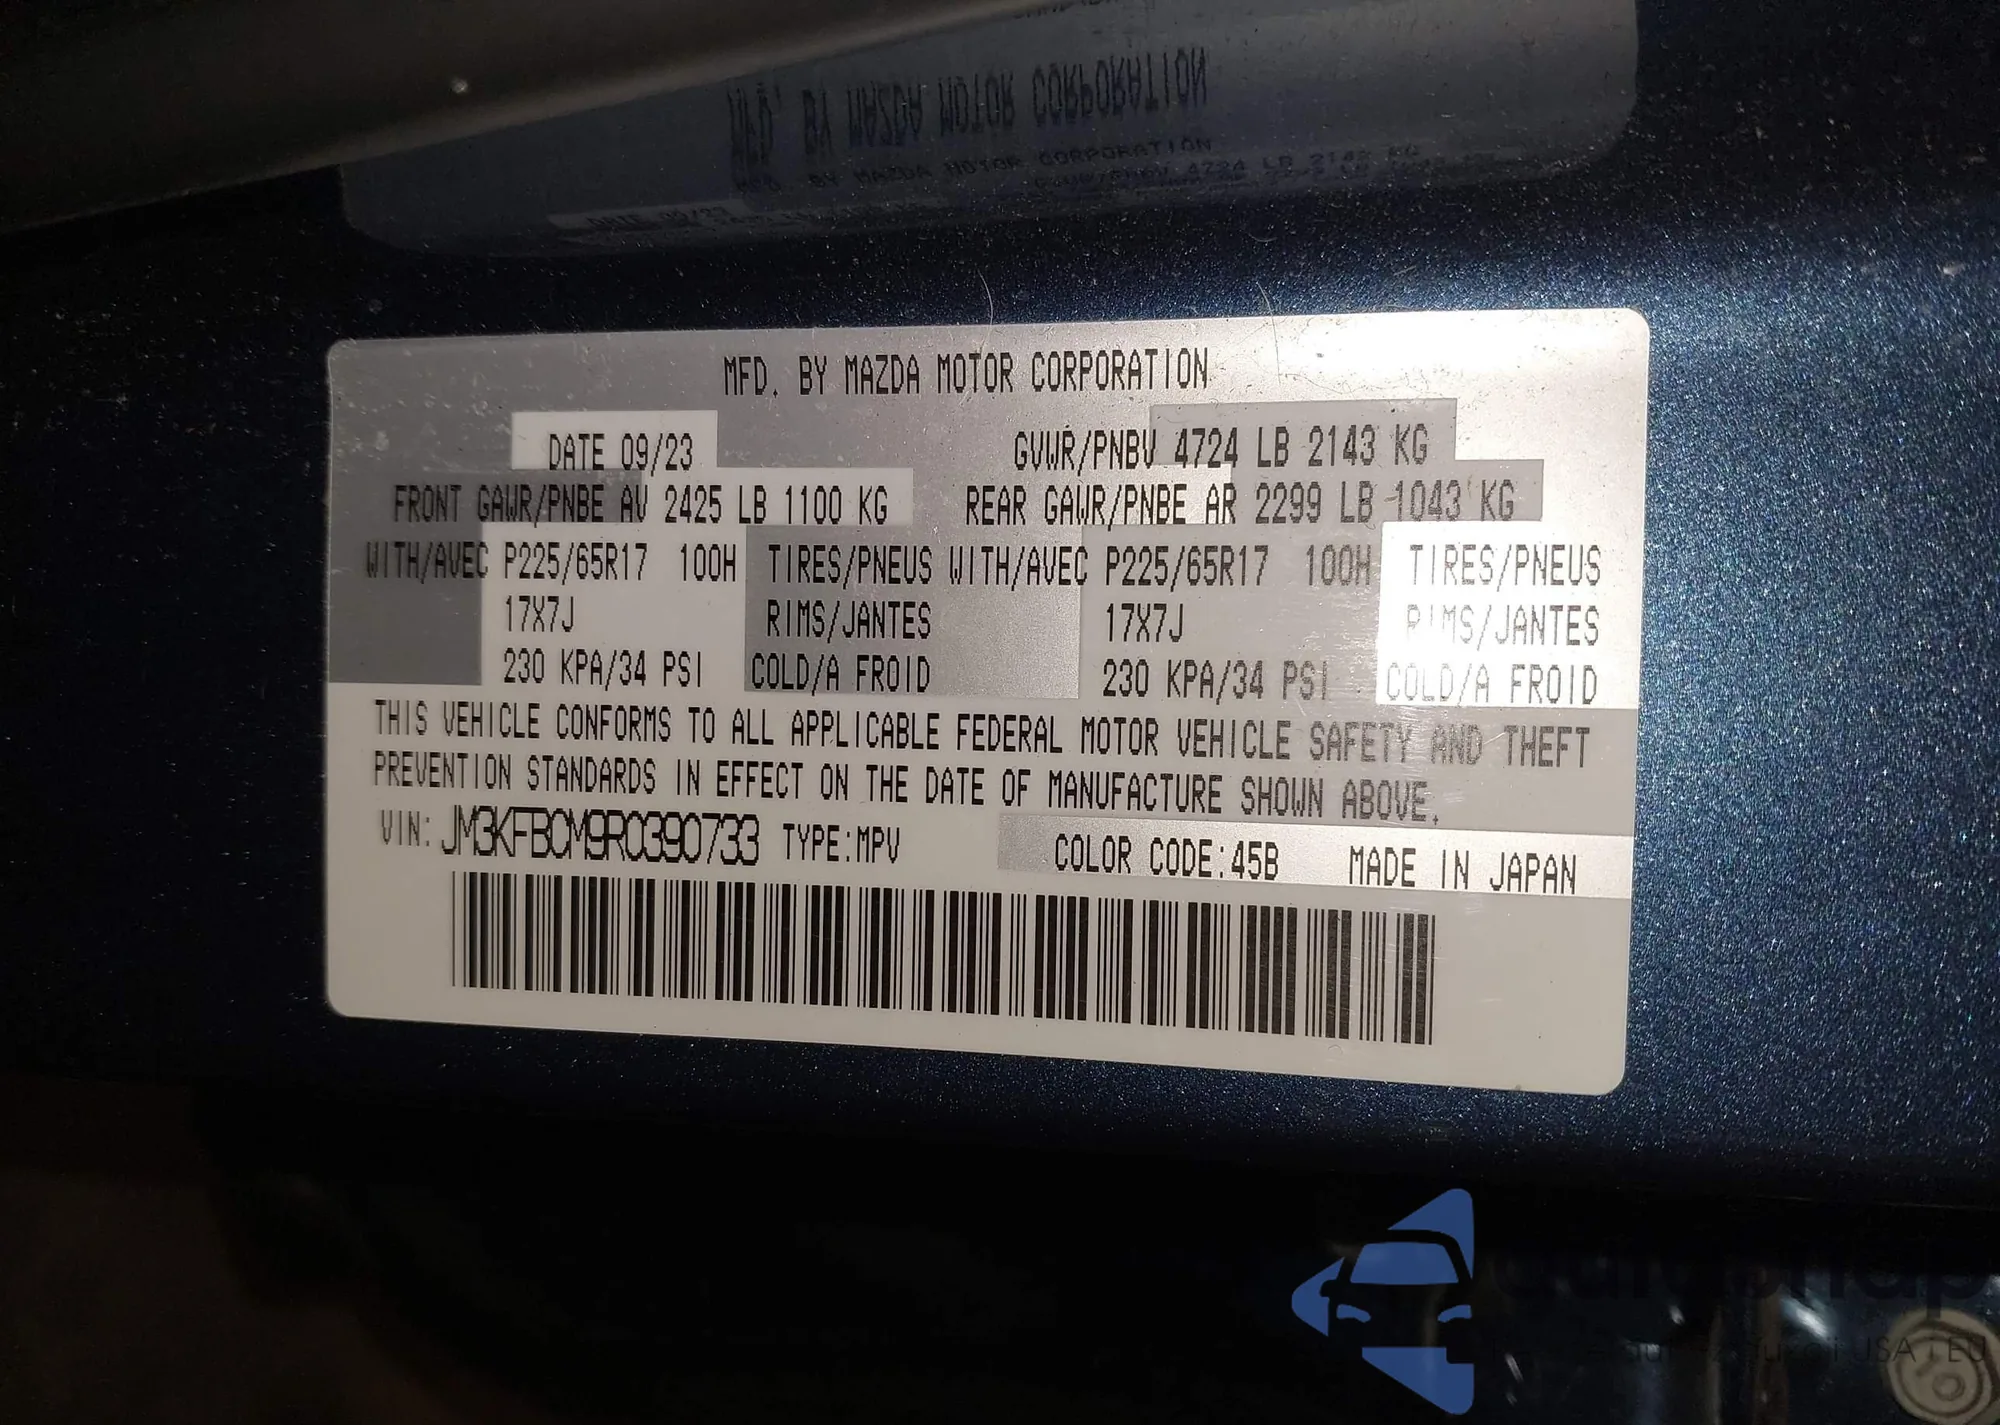 MFD. BY MAZDA MOTOR CORPORATION
DATE 09/23 GVWR/PNBV 4724 LB 2143 KG
FRONT GAWR/PNBE AV 2425 LB 1100 KG REAR GAWR/PNBE AR 2299 LB 1043 KG
WITH/AVEC P225/65R17 100H TIRES/PNEUS WITH/AVEC P225/65R17 100H TIRES/PNEUS
17X7J RIMS/JANTES 17X7J RIMS/JANTES
230 KPA/34 PSI COLD/A FROID 230 KPA/34 PSI COLD/A FROID
THIS VEHICLE CONFORMS TO ALL APPLICABLE FEDERAL MOTOR VEHICLE SAFETY AND THEFT
PREVENTION STANDARDS IN EFFECT ON THE DATE OF MANUFACTURE SHOWN ABOVE.
VIN: JM3KFBCM9R0390733 TYPE:MPV COLOR CODE:45B MADE IN JAPAN